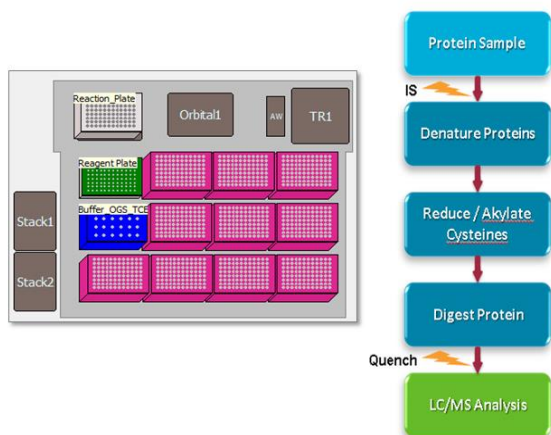 Reaction_Plate
Orbital1
AW
TR1
Reagent Plate
Buffer_OGS_TCE
Stack1
Stack2
Protein Sample
IS
Denature Proteins
Reduce / Akylate
Cysteines
Digest Protein
Quench
LC/MS Analysis